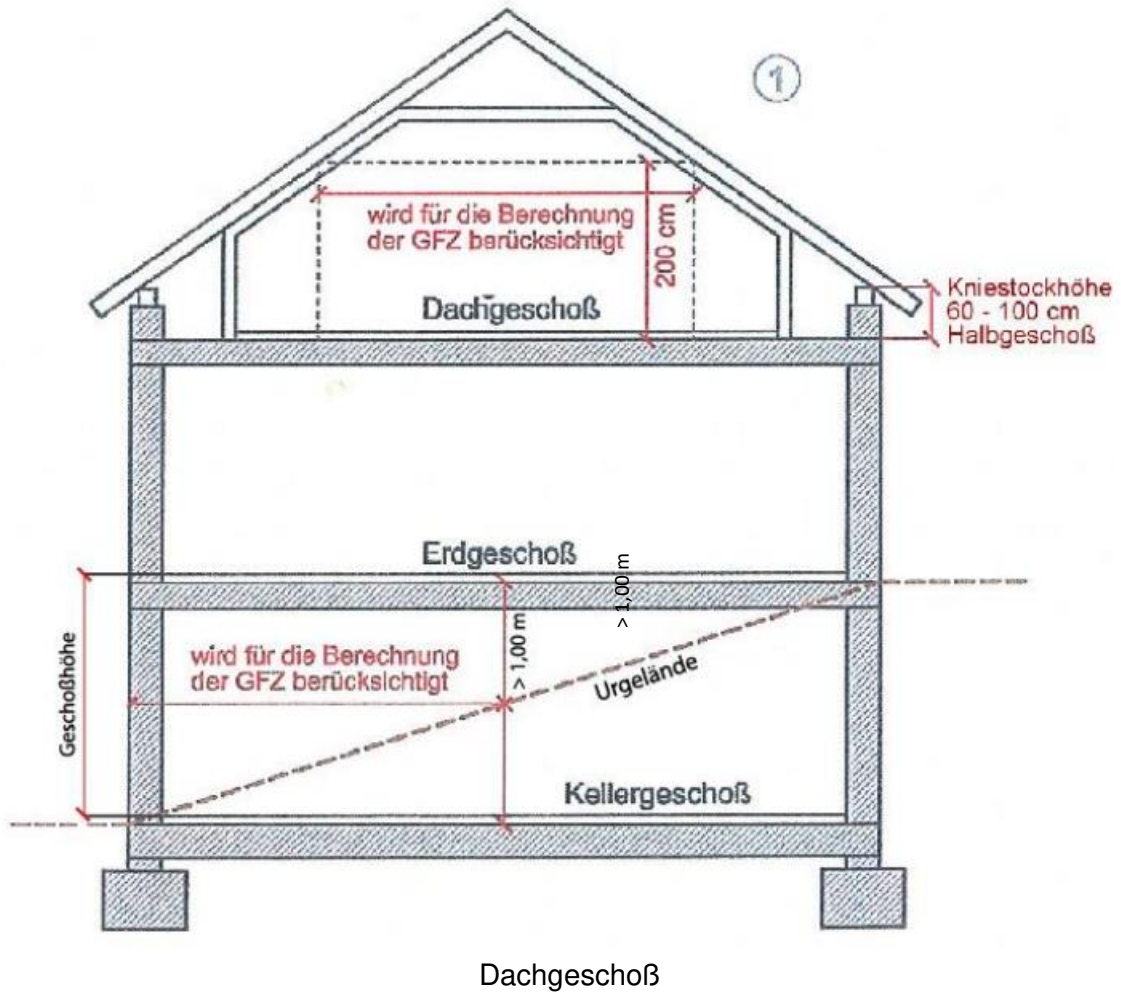 1
wird für die Berechnung
der GFZ berücksichtigt
200 cm
Dachgeschoß
Kniestockhöhe
60 - 100 cm
Halbgeschoß
Erdgeschoß
> 1,00 m
Geschoßhöhe
wird für die Berechnung
der GFZ berücksichtigt
> 1,00 m
Urgelände
Kellergeschoß
Dachgeschoß